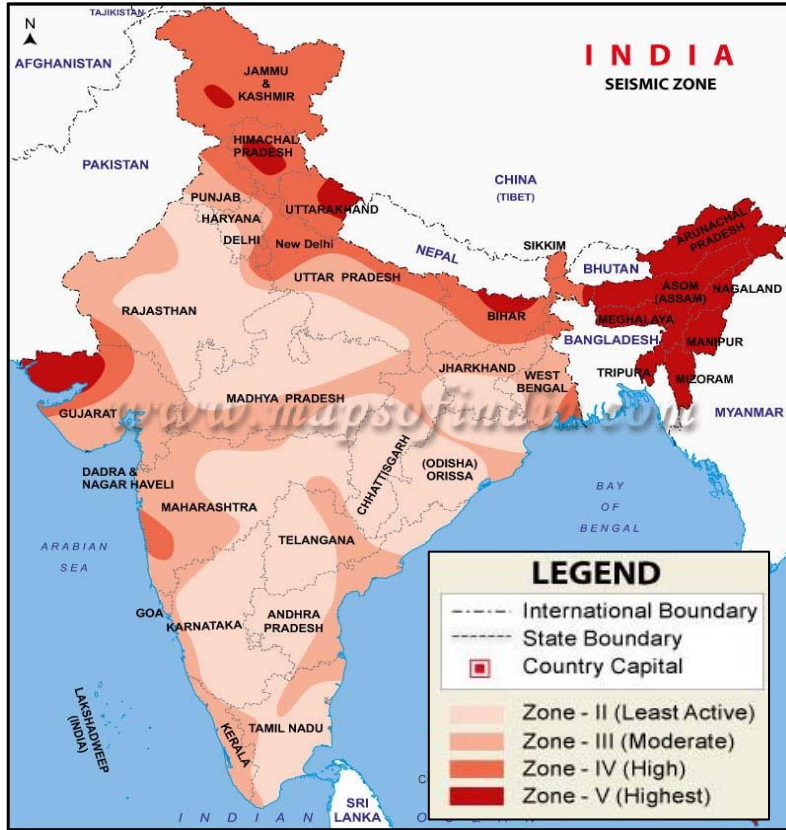 TAJIKISTAN
N
AFGHANISTAN
INDIA
SEISMIC ZONE
JAMMU
&
KASHMIR
HIMACHAL
PRADESH
PAKISTAN
CHINA
(TIBET)
PUNJAB
UTTARAKHAND
HARYANA
DELHI
New Delhi
NEPAL
SIKKIM
ARUNACHAL
PRADESH
BHUTAN
UTTAR PRADESH
ASOM
(ASSAM)
NAGALAND
RAJASTHAN
BIHAR
MEGHALAYA
BANGLADESH
MANIPUR
JHARKHAND
WEST
BENGAL
TRIPURA
MIZORAM
MADHYA PRADESH
GUJARAT
www.mapsofindia.com
MYANMAR
CHHATTISGARH
(ODISHA)
ORISSA
DADRA &
NAGAR HAVELI
MAHARASHTRA
BAY
OF
BENGAL
ARABIAN
SEA
TELANGANA
GOA
KARNATAKA
ANDHRA
PRADESH
LAKSHADWEEP
(INDIA)
KERALA
TAMIL NADU
SRI
LANKA
INDIAN
LEGEND
International Boundary
State Boundary
Country Capital
Zone - II (Least Active)
Zone - III (Moderate)
Zone - IV (High)
Zone - V (Highest)